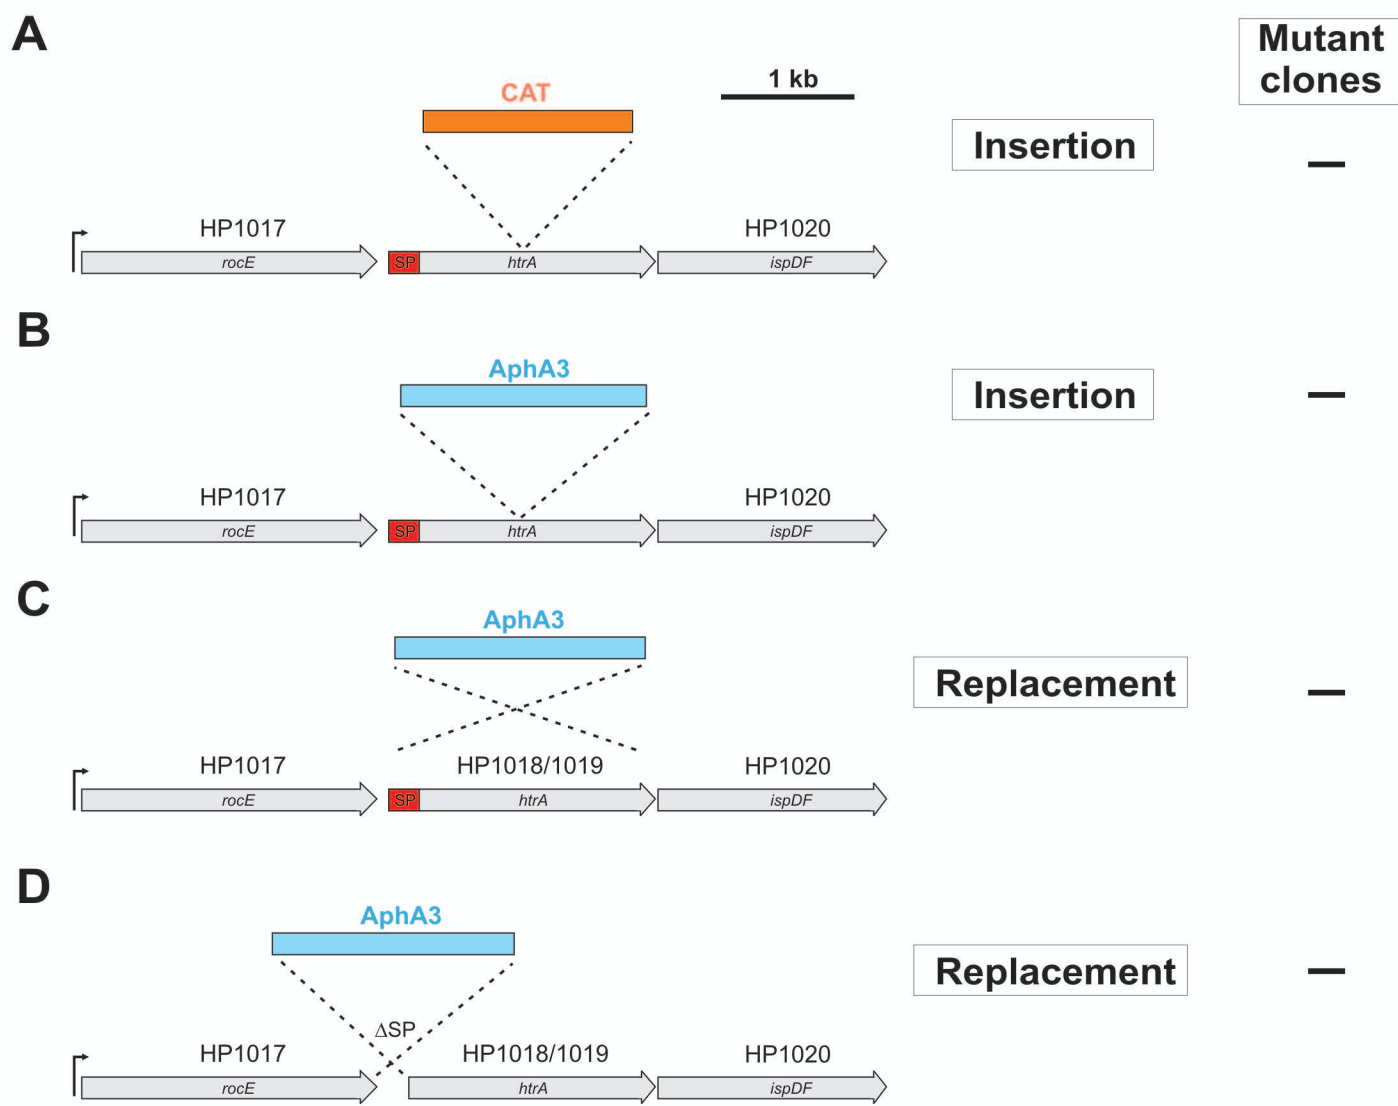 A
Mutant
clones
CAT
1 kb
Insertion
HP1017
HP1020
rocE
SP
htrA
ispDF
B
AphA3
Insertion
HP1017
HP1020
rocE
SP
htrA
ispDF
C
AphA3
Replacement
HP1017
HP1018/1019
HP1020
rocE
SP
htrA
ispDF
D
AphA3
Replacement
ΔSP
HP1017
HP1018/1019
HP1020
rocE
htrA
ispDF